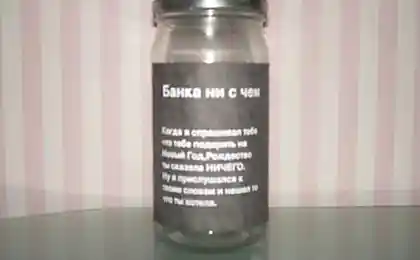 Банка ни с чем
Когда я спрашивал тебя
что тебе подарить на
Новый Год,Рождество
ты сказала НИЧЕГО.
Ну я прислушался к
твоим словам и нашел то
что ты хотела.